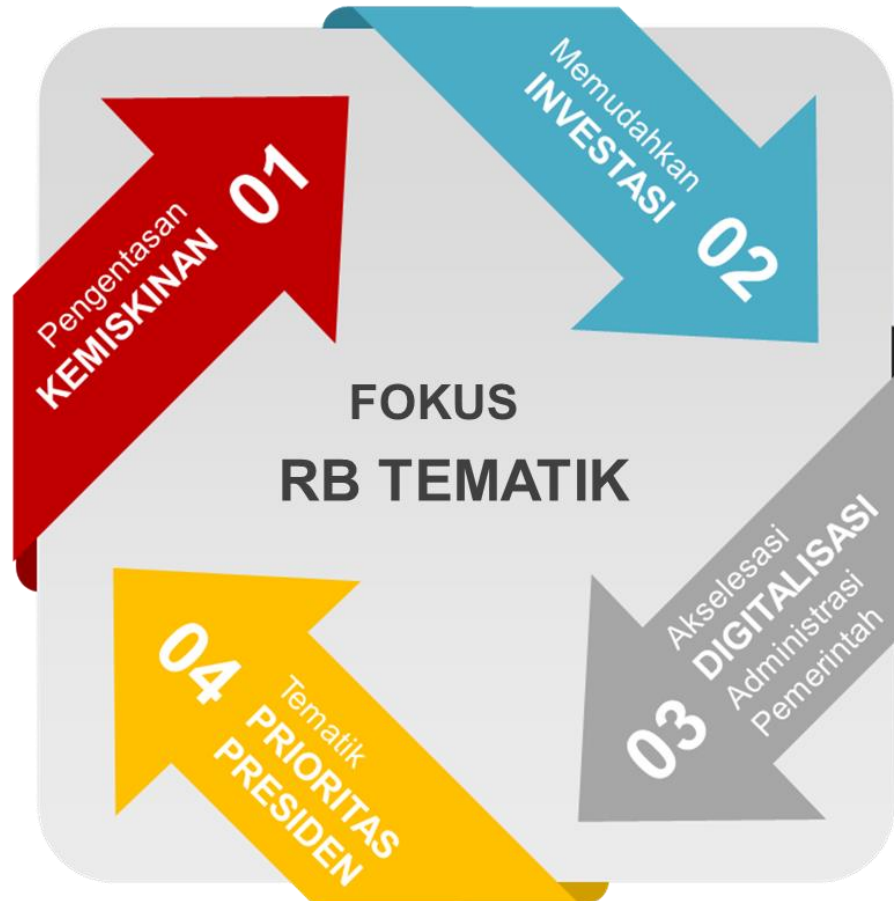 FOKUS
RB TEMATIK
Pengentasan
KEMISKINAN
01
Memudahkan
INVESTASI
02
Akselesasi
DIGITALISASI
Administrasi
Pemerintah
03
04
Tematik
PRIORITAS
PRESIDEN